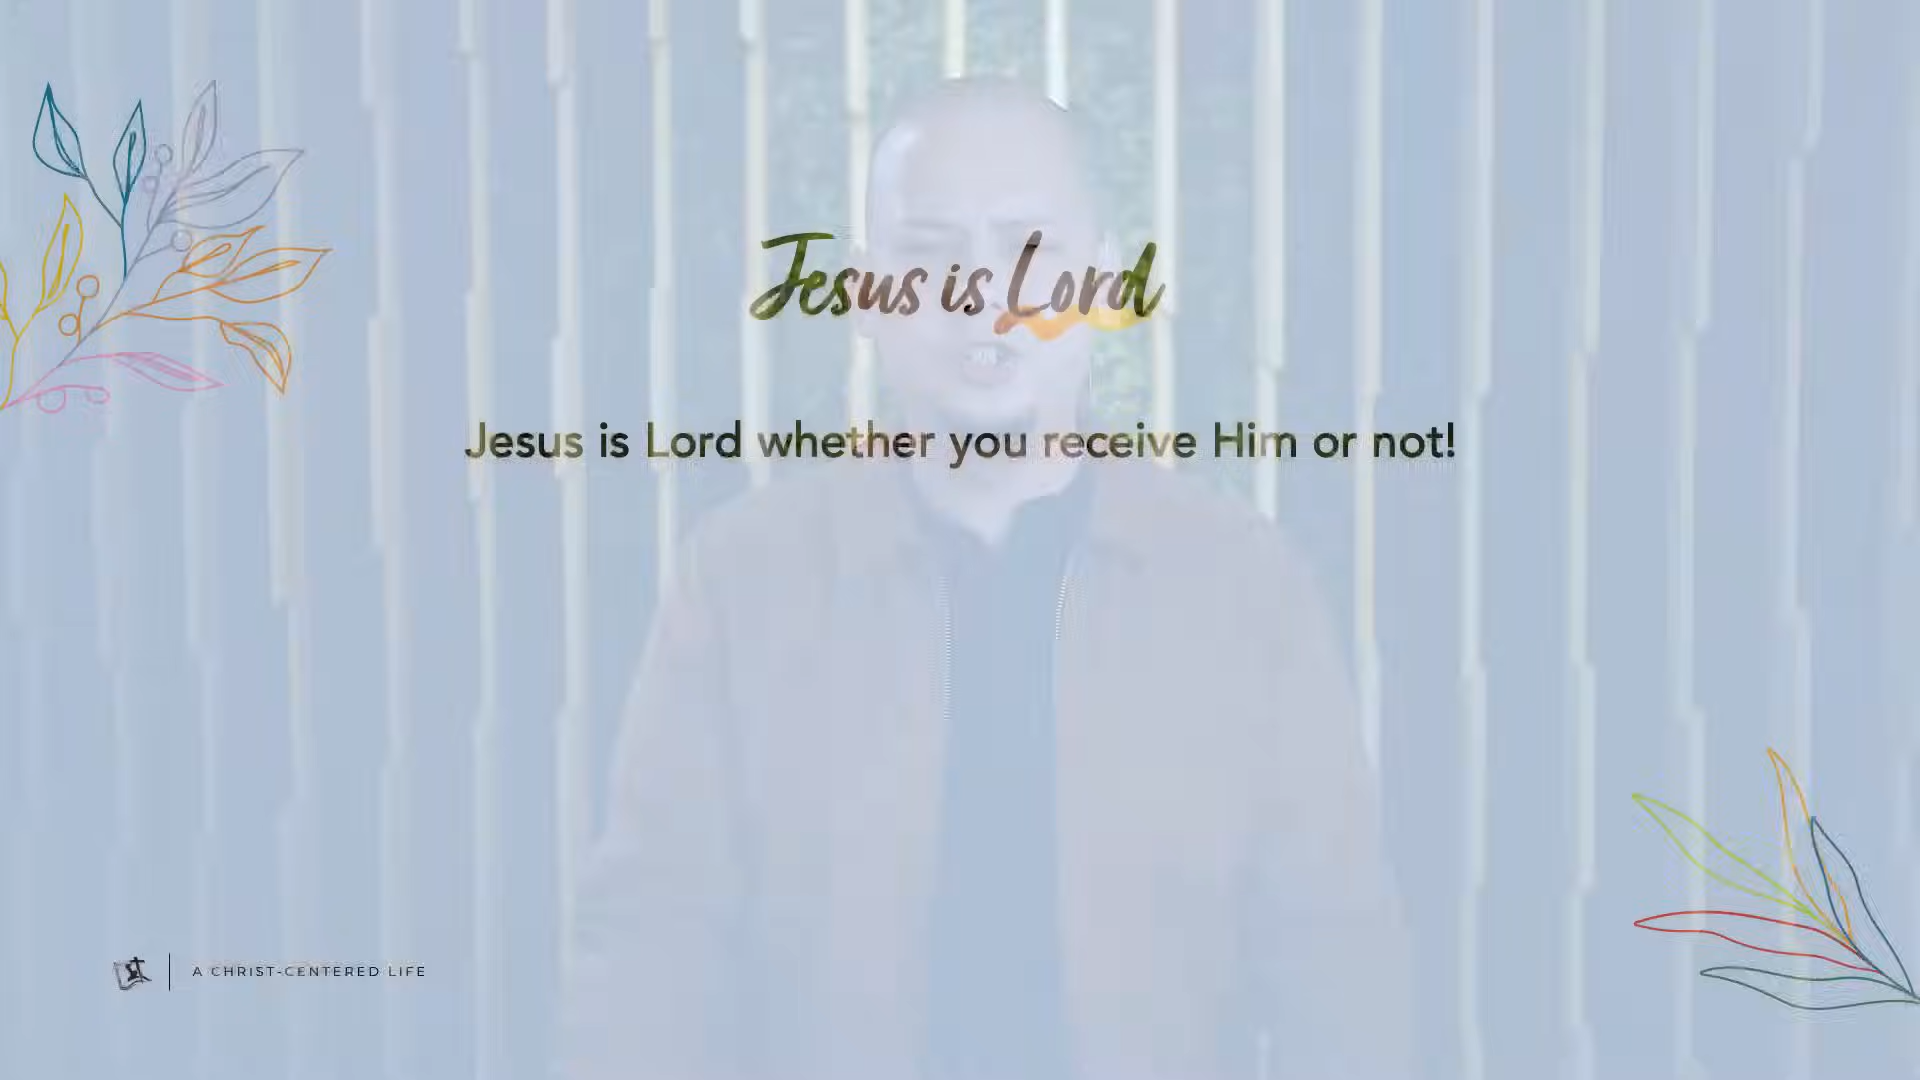 Jesus is Lord
Jesus is Lord whether you receive Him or not!
A CHRIST-CENTERED LIFE